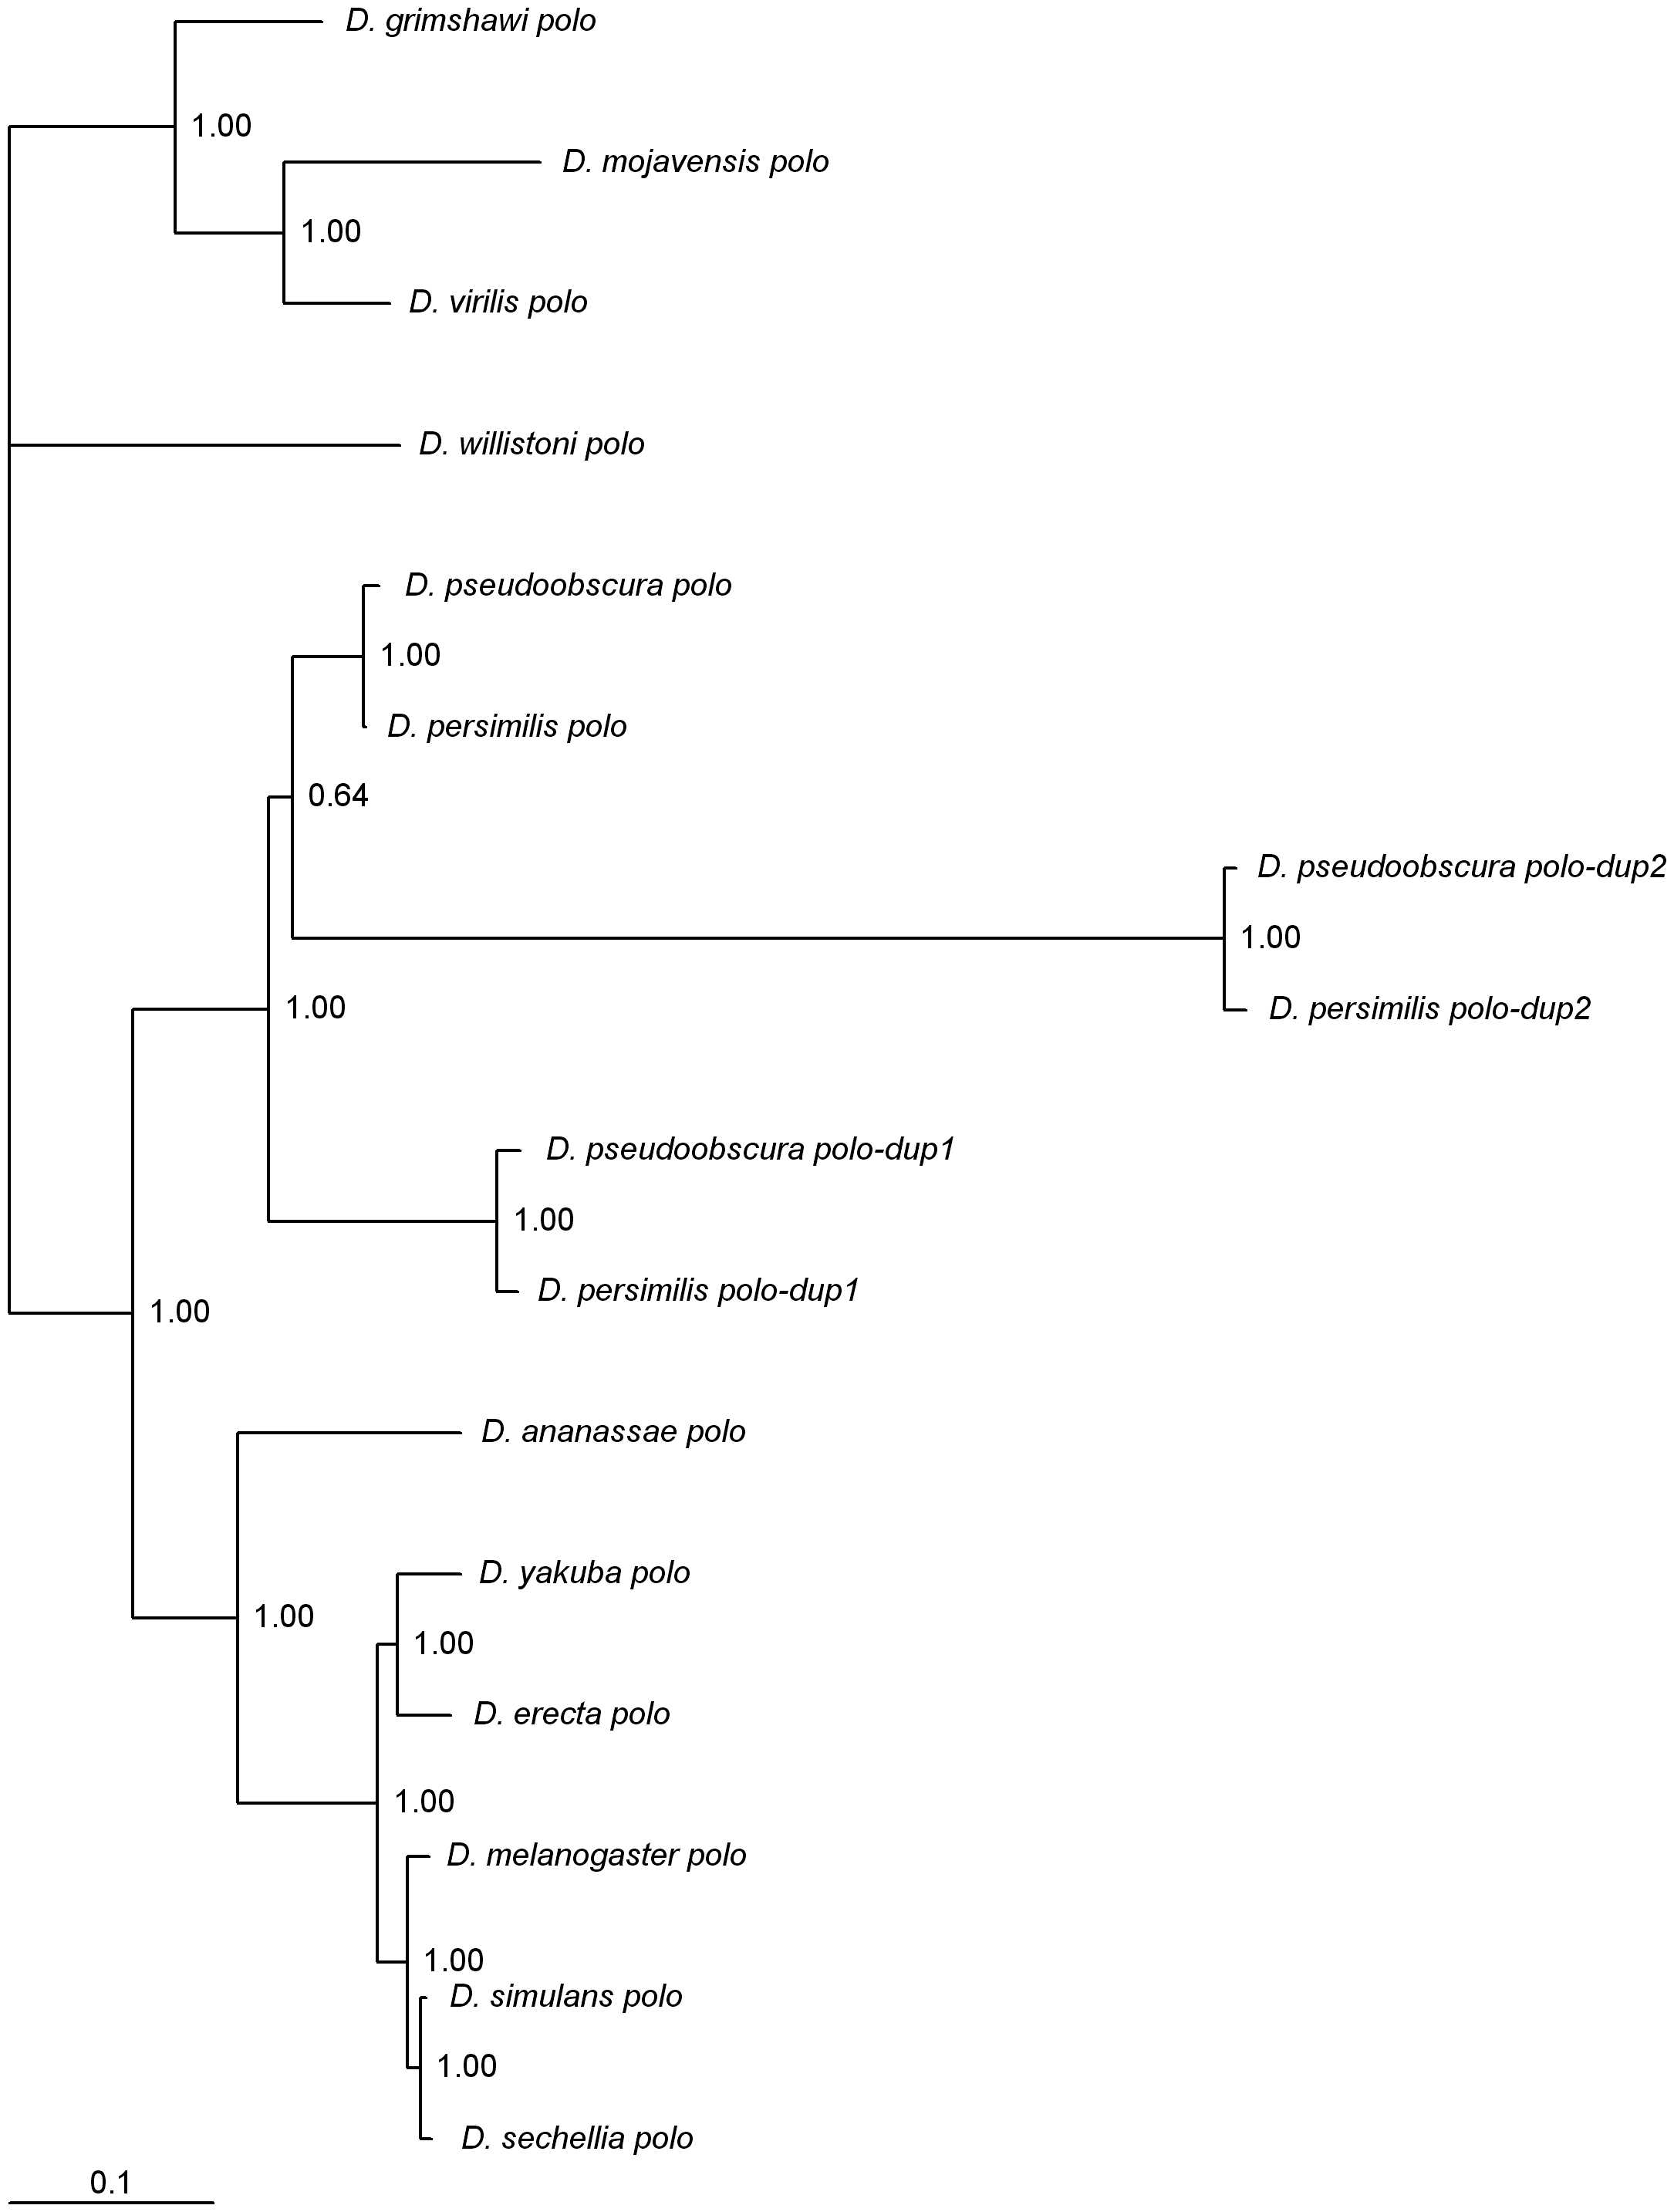 D. grimshawi polo
1.00
D. mojavensis polo
1.00
D. virilis polo
D. willistoni polo
D. pseudoobscura polo
1.00
D. persimilis polo
0.64
D. pseudoobscura polo-dup2
1.00
D. persimilis polo-dup2
1.00
D. pseudoobscura polo-dup1
1.00
D. persimilis polo-dup1
1.00
D. ananassae polo
D. yakuba polo
1.00
1.00
D. erecta polo
1.00
D. melanogaster polo
1.00
D. simulans polo
1.00
D. sechellia polo
0.1